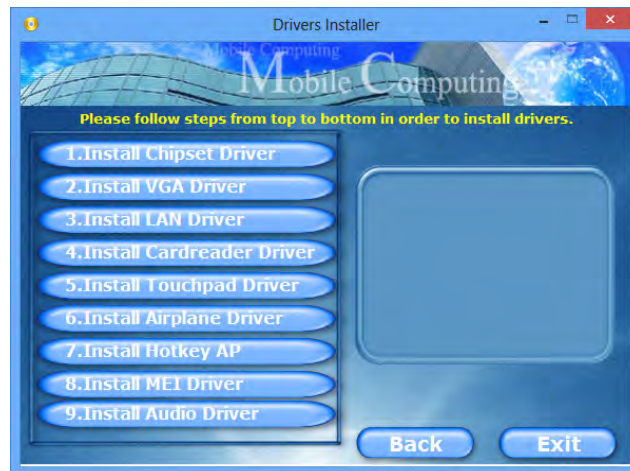 Drivers Installer
Mobile Computing
Mobile Computing
Please follow steps from top to bottom in order to install drivers.
1.Install Chipset Driver
2.Install VGA Driver
3.Install LAN Driver
4.Install Cardreader Driver
5.Install Touchpad Driver
6.Install Airplane Driver
7.Install Hotkey AP
8.Install MEI Driver
9.Install Audio Driver
Back
Exit